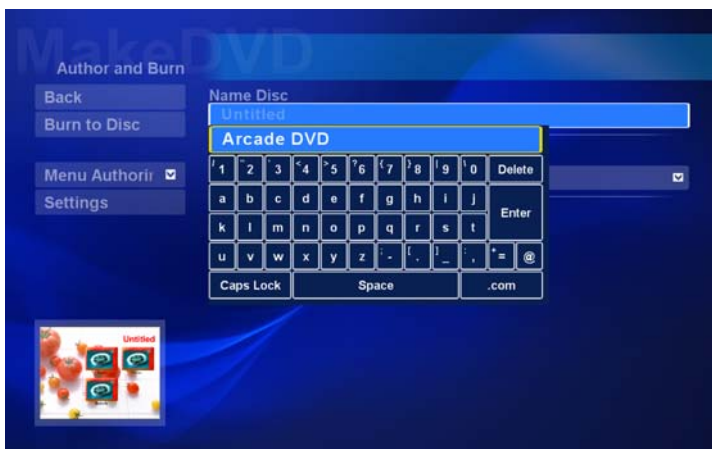 MakeDVD
Author and Burn
Back
Burn to Disc
Menu Authorin
Settings
Name Disc
Untitled
Arcade DVD
/ 1 " 2 ' 3 < 4 > 5 ? 6 { 7 } 8 | 9 \ 0 Delete
a b c d e f g h i j
Enter
k l m n o p q r s t
u v w x y z ; - [ . ] _ : , + = @
Caps Lock Space .com
Untitled